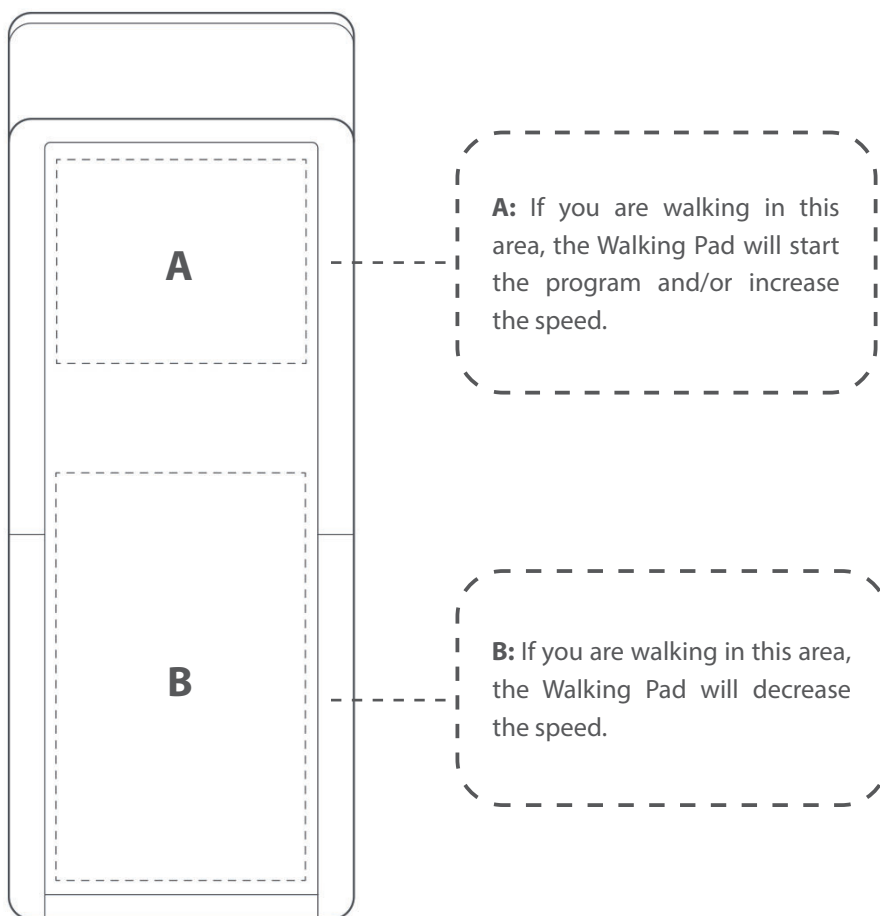 A
A: If you are walking in this
area, the Walking Pad will start
the program and/or increase
the speed.
B
B: If you are walking in this area,
the Walking Pad will decrease
the speed.